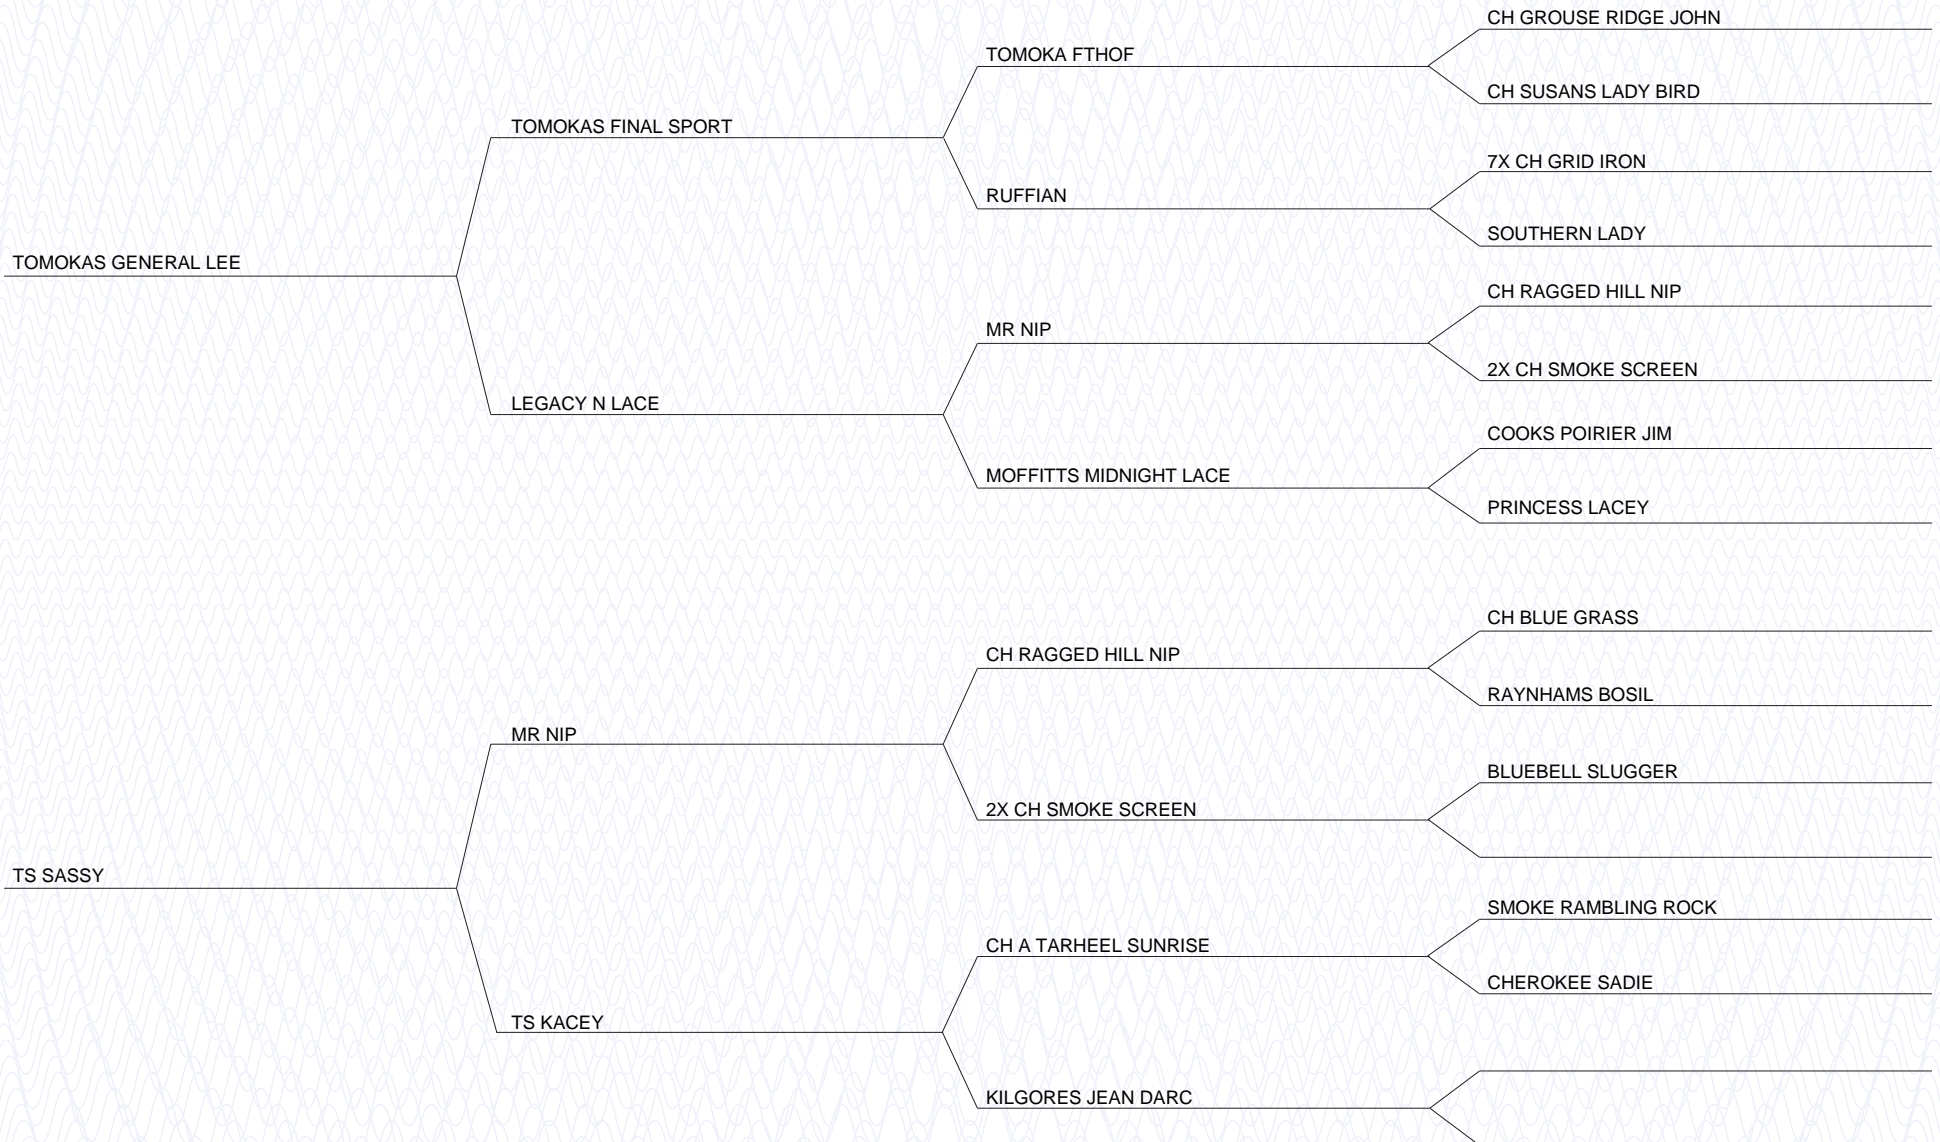 CH GROUSE RIDGE JOHN
TOMOKA FTHOF
CH SUSANS LADY BIRD
TOMOKAS FINAL SPORT
7X CH GRID IRON
RUFFIAN
SOUTHERN LADY
TOMOKAS GENERAL LEE
CH RAGGED HILL NIP
MR NIP
2X CH SMOKE SCREEN
LEGACY N LACE
COOKS POIRIER JIM
MOFFITTS MIDNIGHT LACE
PRINCESS LACEY
CH BLUE GRASS
CH RAGGED HILL NIP
RAYNHAMS BOSIL
MR NIP
BLUEBELL SLUGGER
2X CH SMOKE SCREEN
TS SASSY
SMOKE RAMBLING ROCK
CH A TARHEEL SUNRISE
CHEROKEE SADIE
TS KACEY
KILGORES JEAN DARC